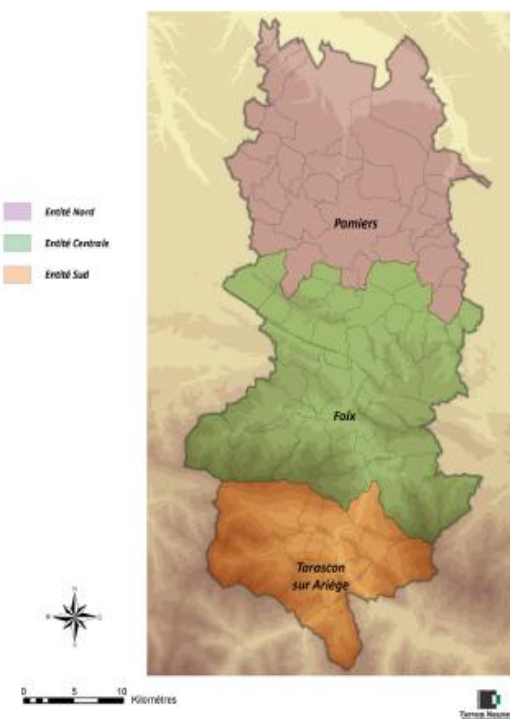 Entité Nord
Entité Centrale
Entité Sud
Pamiers
Foix
Tarascon
sur Ariège
0 5 10 Kilomètres